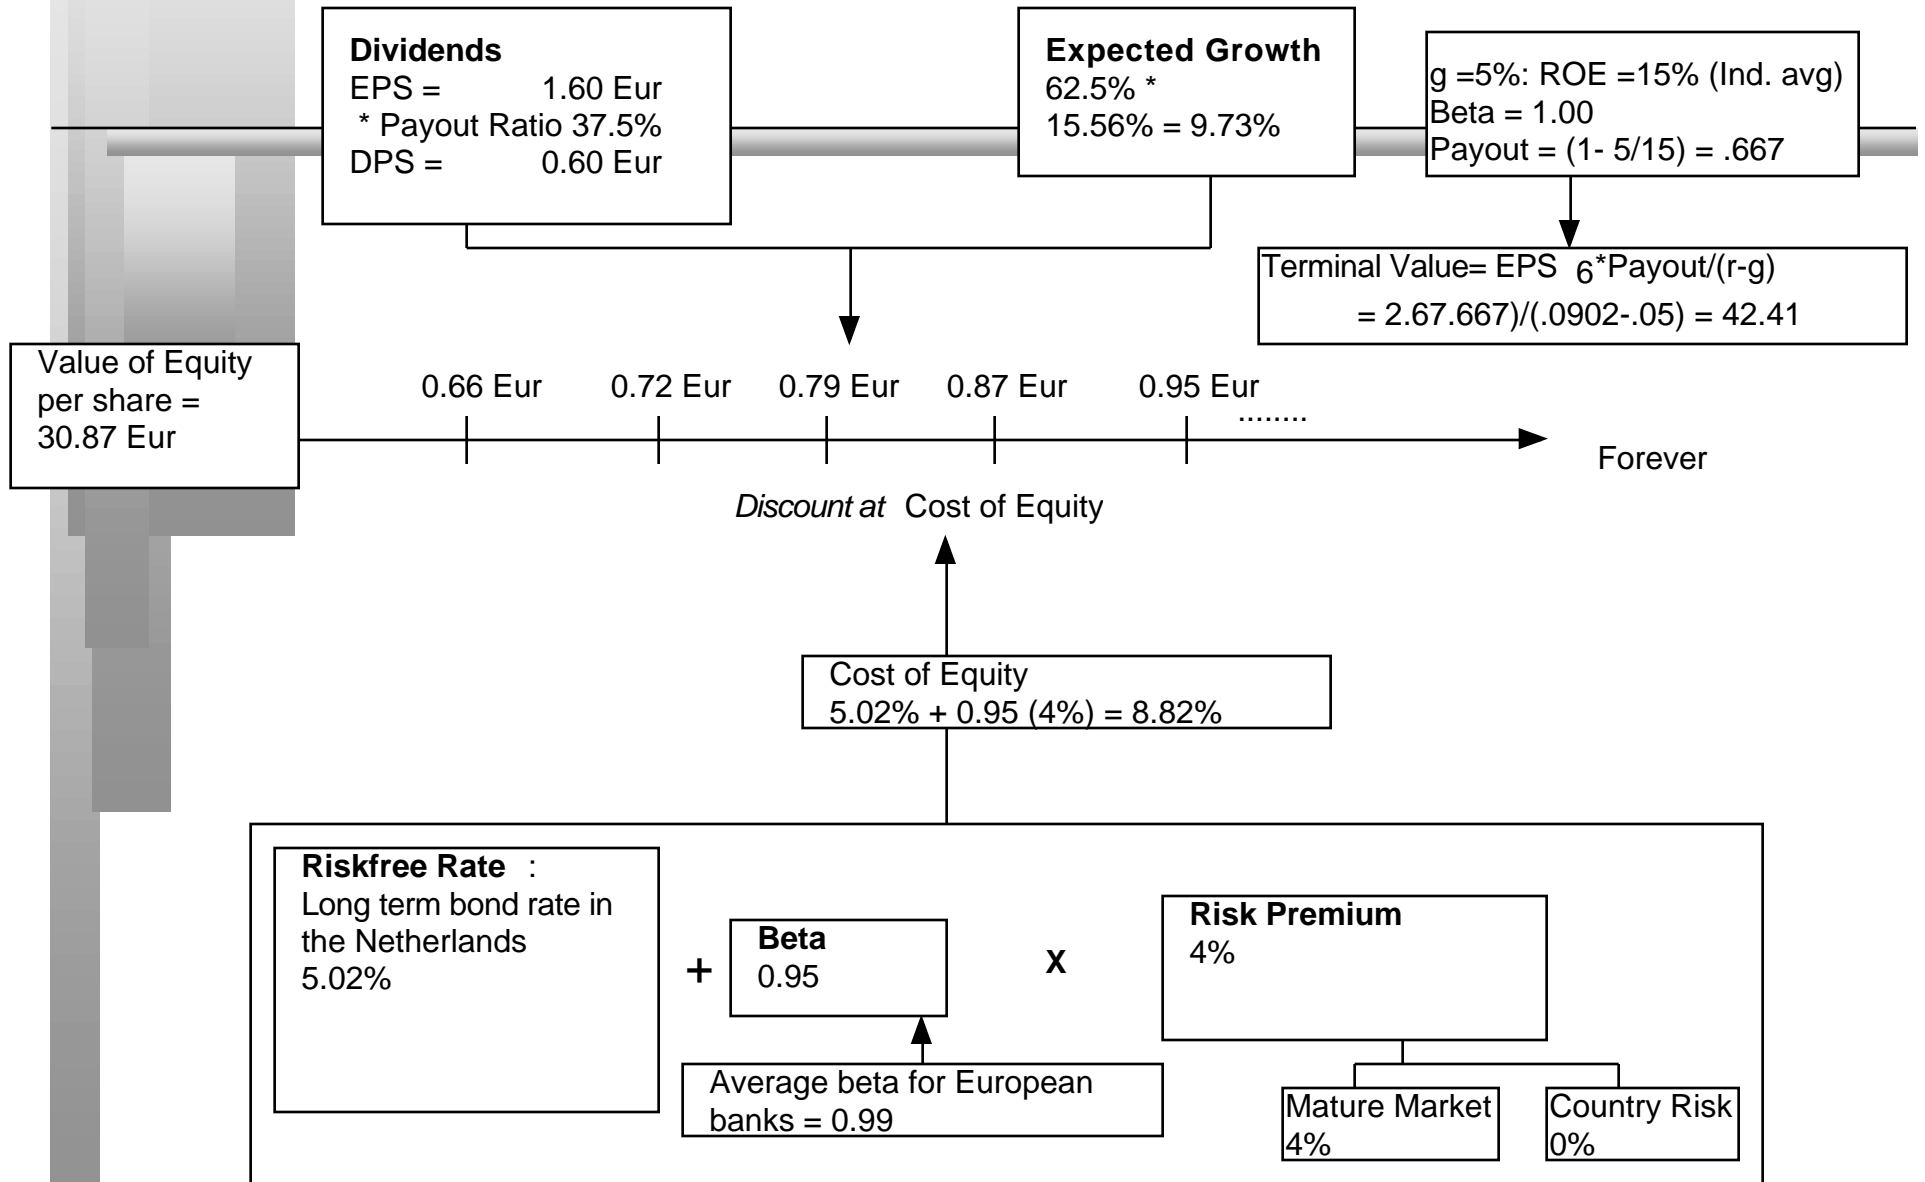 Dividends
EPS = 1.60 Eur
* Payout Ratio 37.5%
DPS = 0.60 Eur
Expected Growth
62.5% *
15.56% = 9.73%
g =5%: ROE =15% (Ind. avg)
Beta = 1.00
Payout = (1- 5/15) = .667
Terminal Value= EPS 6*Payout/(r-g)
= 2.67.667)/(.0902-.05) = 42.41
Value of Equity
per share =
30.87 Eur
0.66 Eur 0.72 Eur 0.79 Eur 0.87 Eur 0.95 Eur
........
Forever
Discount at Cost of Equity
Cost of Equity
5.02% + 0.95 (4%) = 8.82%
Riskfree Rate :
Long term bond rate in
the Netherlands
5.02%
+
Beta
0.95
X
Risk Premium
4%
Average beta for European
banks = 0.99
Mature Market
4%
Country Risk
0%